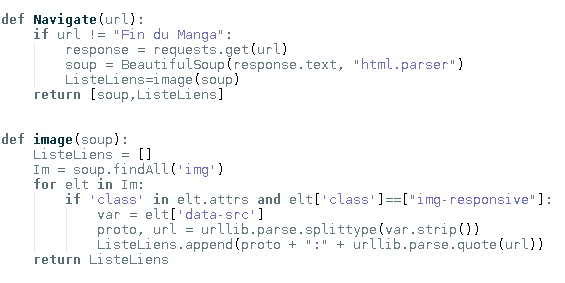 def Navigate(url):
    if url != "Fin du Manga":
        response = requests.get(url)
        soup = BeautifulSoup(response.text, "html.parser")
        ListeLiens=image(soup)
    return [soup,ListeLiens]
def image(soup):
    ListeLiens = []
    Im = soup.findAll('img')
    for elt in Im:
        if 'class' in elt.attrs and elt['class']==["img-responsive"]:
            var = elt['data-src']
            proto, url = urllib.parse.splittype(var.strip())
            ListeLiens.append(proto + ":" + urllib.parse.quote(url))
    return ListeLiens